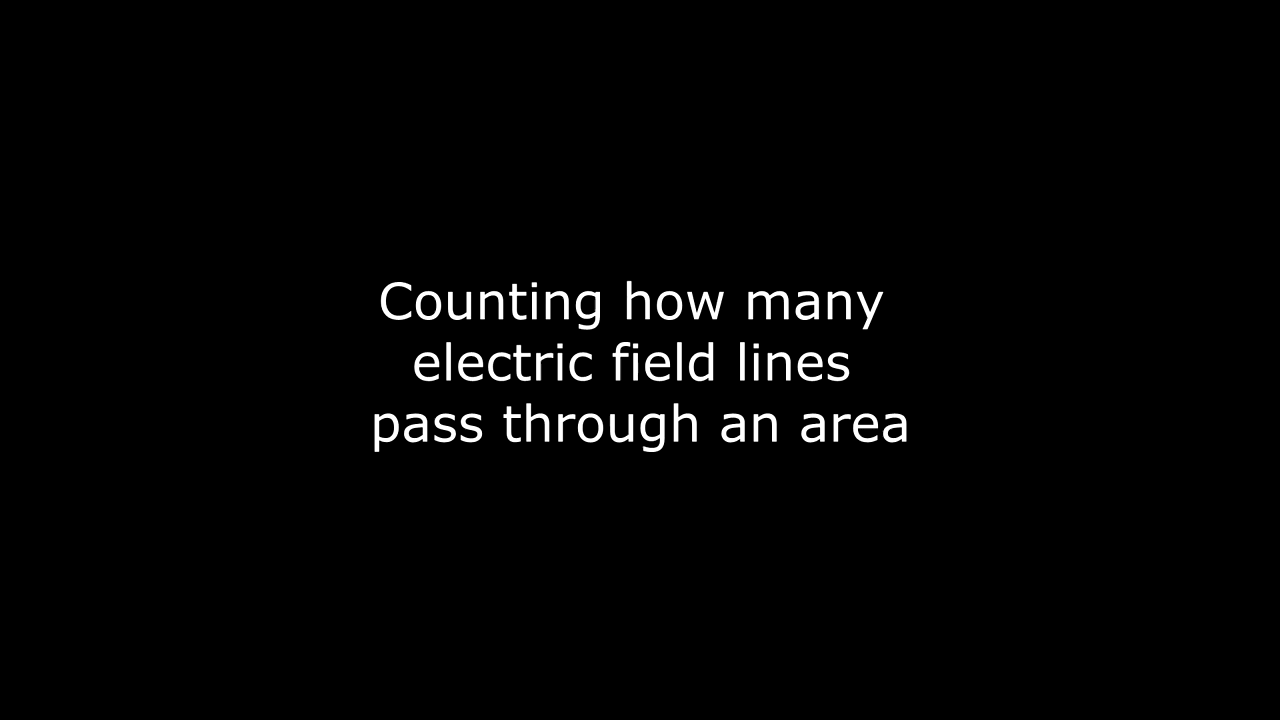 Counting how many
electric field lines
pass through an area